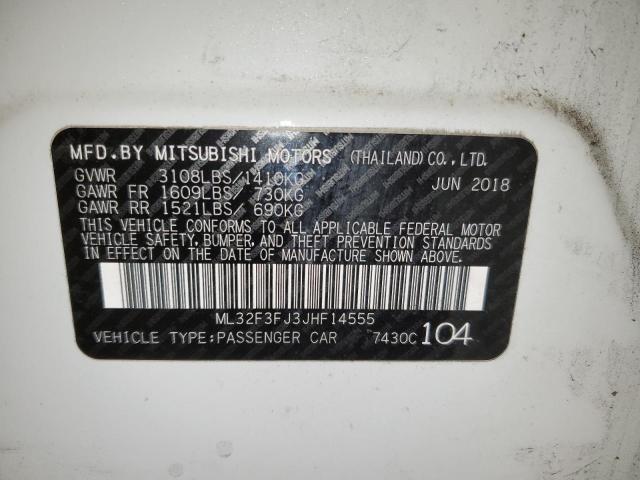 MFD.BY MITSUBISHI MOTORS (THAILAND)CO.,LTD.
GVWR 3108LBS/1410KG JUN 2018
GAWR FR 1609LBS/ 730KG
GAWR RR 1521LBS/ 690KG
THIS VEHICLE CONFORMS TO ALL APPLICABLE FEDERAL MOTOR
VEHICLE SAFETY, BUMPER, AND THEFT PREVENTION STANDARDS
IN EFFECT ON THE DATE OF MANUFACTURE SHOWN ABOVE.
ML32F3FJ3JHF14555
VEHICLE TYPE:PASSENGER CAR 7430C 104